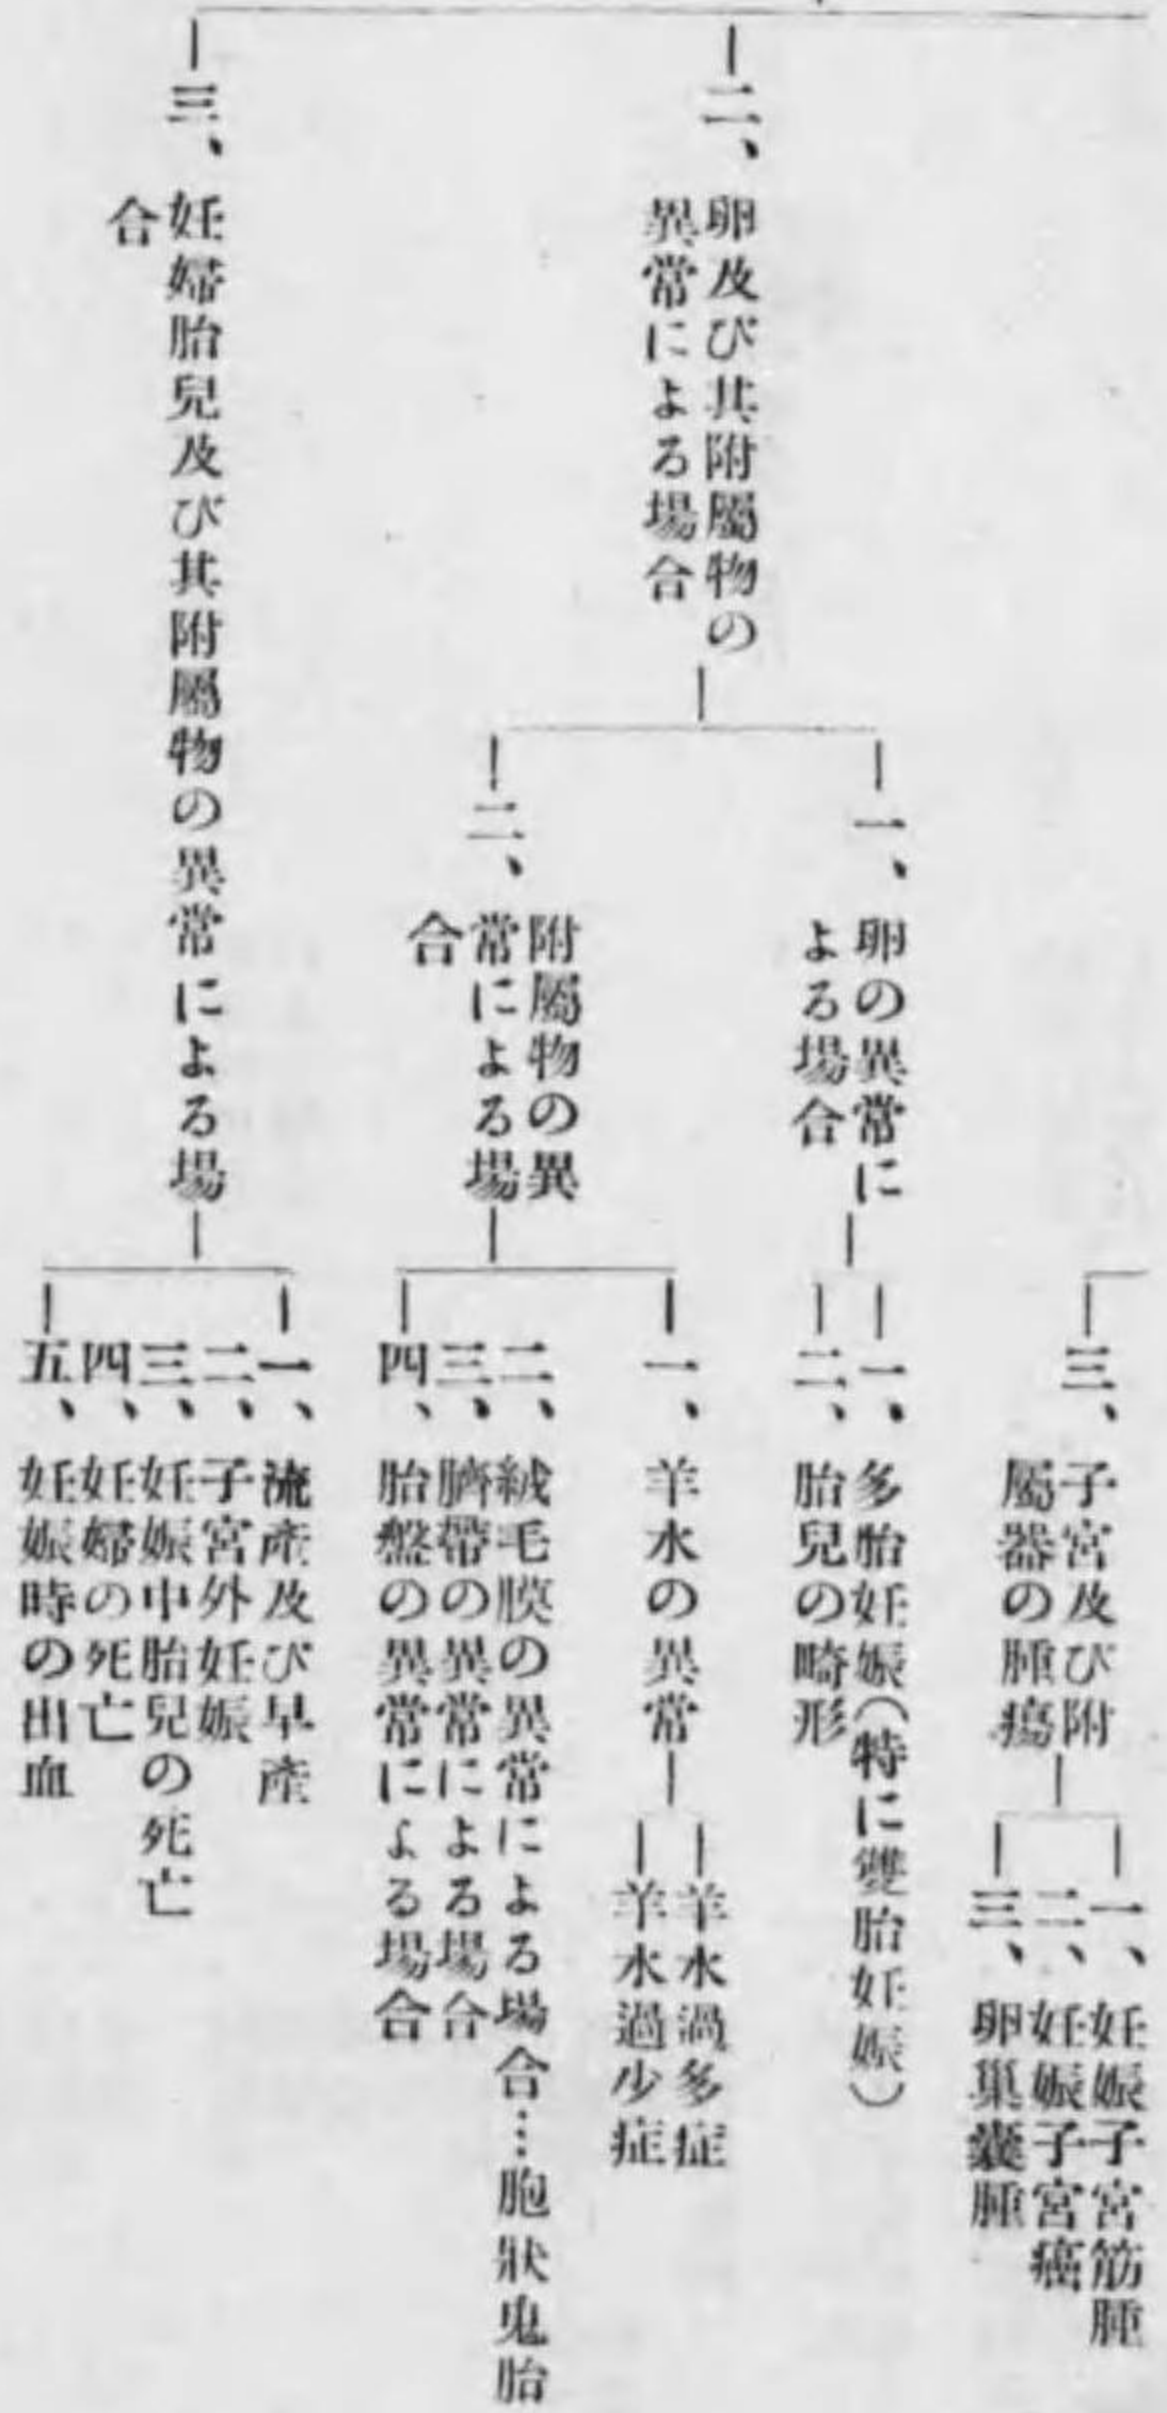 三、子宮及び附
屬器の腫瘍
一、妊娠子宮筋腫
二、妊娠子宮癌
三、卵巢囊腫
二、卵及び其附屬物の
異常による場合
一、卵の異常に
よる場合
一、多胎妊娠(特に雙胎妊娠)
二、胎兒の畸形
二、附屬物の異
常による場
合
一、羊水の異常
羊水過多症
羊水過少症
二、絨毛膜の異常による場合…胞狀鬼胎
三、臍帶の異常による場合
四、胎盤の異常による場合
三、妊婦胎兒及び其附屬物の異常による場
合
一、流產及び早產
二、子宮外妊娠
三、妊娠中胎兒の死亡
四、妊婦の死亡
五、妊娠時の出血